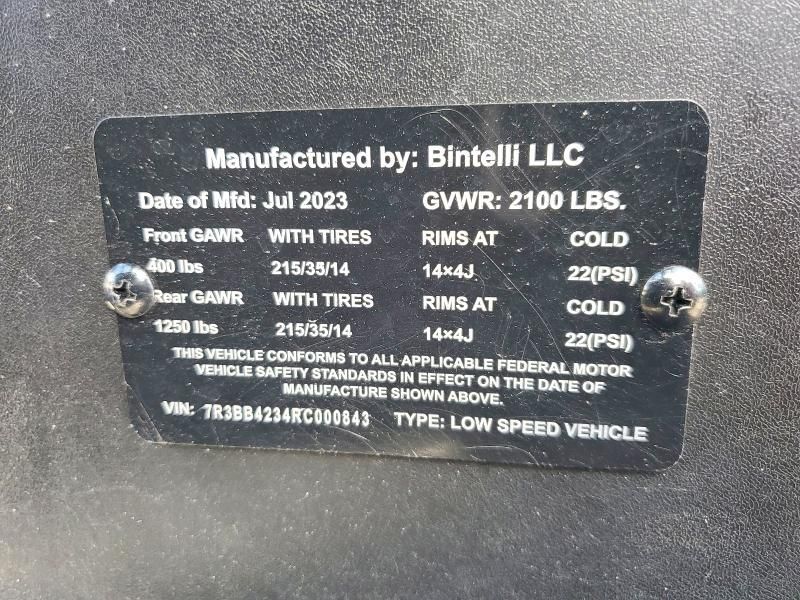 Manufactured by: Bintelli LLC
Date of Mfd: Jul 2023 GVWR: 2100 LBS.
Front GAWR WITH TIRES RIMS AT COLD
400 lbs 215/35/14 14×4J 22(PSI)
Rear GAWR WITH TIRES RIMS AT COLD
1250 lbs 215/35/14 14×4J 22(PSI)
THIS VEHICLE CONFORMS TO ALL APPLICABLE FEDERAL MOTOR
VEHICLE SAFETY STANDARDS IN EFFECT ON THE DATE OF
MANUFACTURE SHOWN ABOVE.
VIN: 7R3BB4234RC000843 TYPE: LOW SPEED VEHICLE